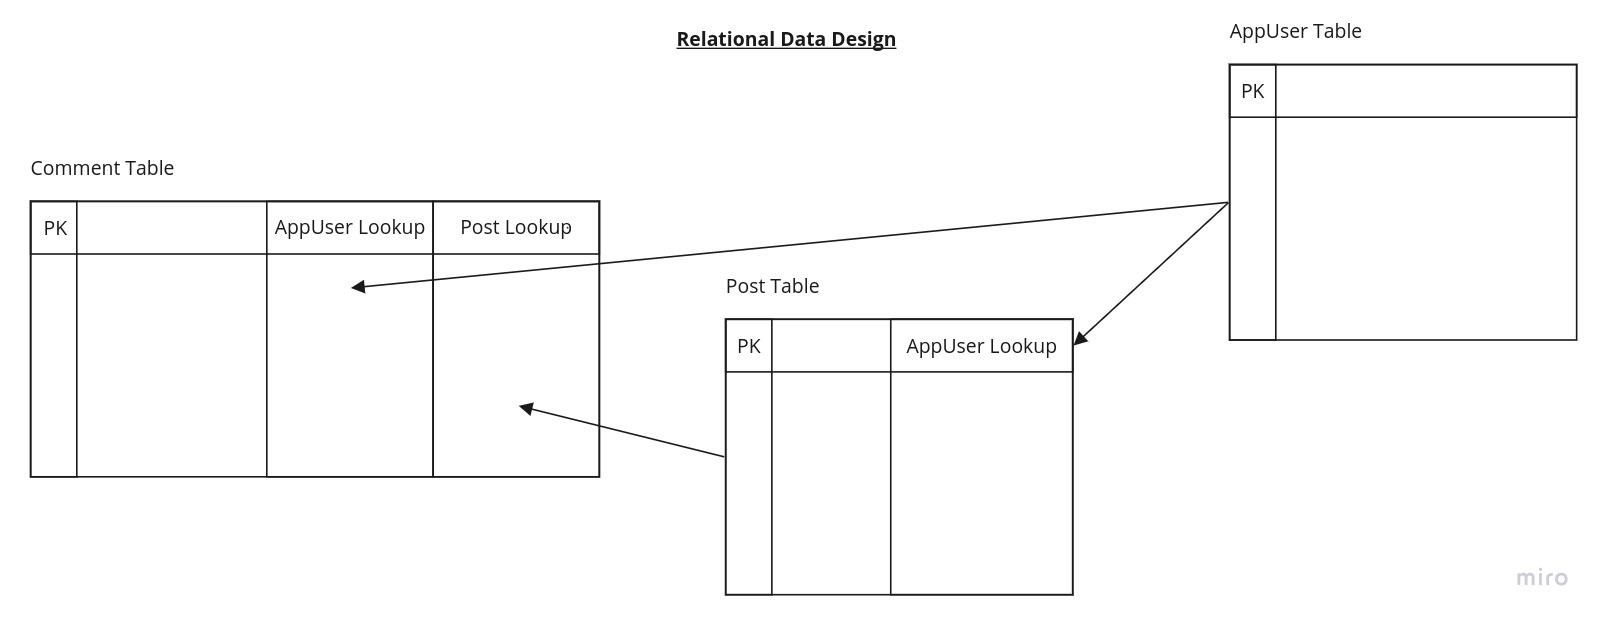 Relational Data Design
AppUser Table
PK
Comment Table
PK
AppUser Lookup
Post Lookup
Post Table
PK
AppUser Lookup
miro